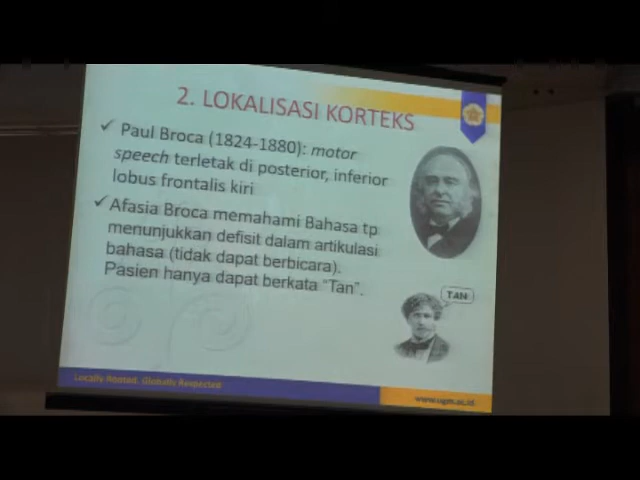 2. LOKALISASI KORTEKS
✓ Paul Broca (1824-1880): motor
speech terletak di posterior, inferior
lobus frontalis kiri
✓ Afasia Broca memahami Bahasa tp
menunjukkan defisit dalam artikulasi
bahasa (tidak dapat berbicara).
Pasien hanya dapat berkata "Tan".
TAN
Locally Rooted, Globally Respected
www.ugm.ac.id